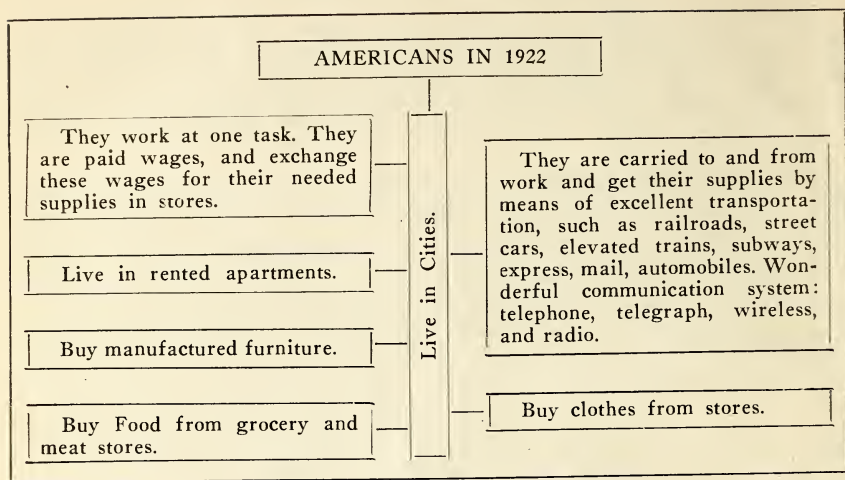 AMERICANS IN 1922
They work at one task. They
are paid wages, and exchange
these wages for their needed
supplies in stores.
Live in rented apartments.
Buy manufactured furniture.
Buy Food from grocery and
meat stores.
Live in Cities.
They are carried to and from
work and get their supplies by
means of excellent transporta-
tion, such as railroads, street
cars, elevated trains, subways,
express, mail, automobiles. Won-
derful communication system:
telephone, telegraph, wireless,
and radio.
Buy clothes from stores.